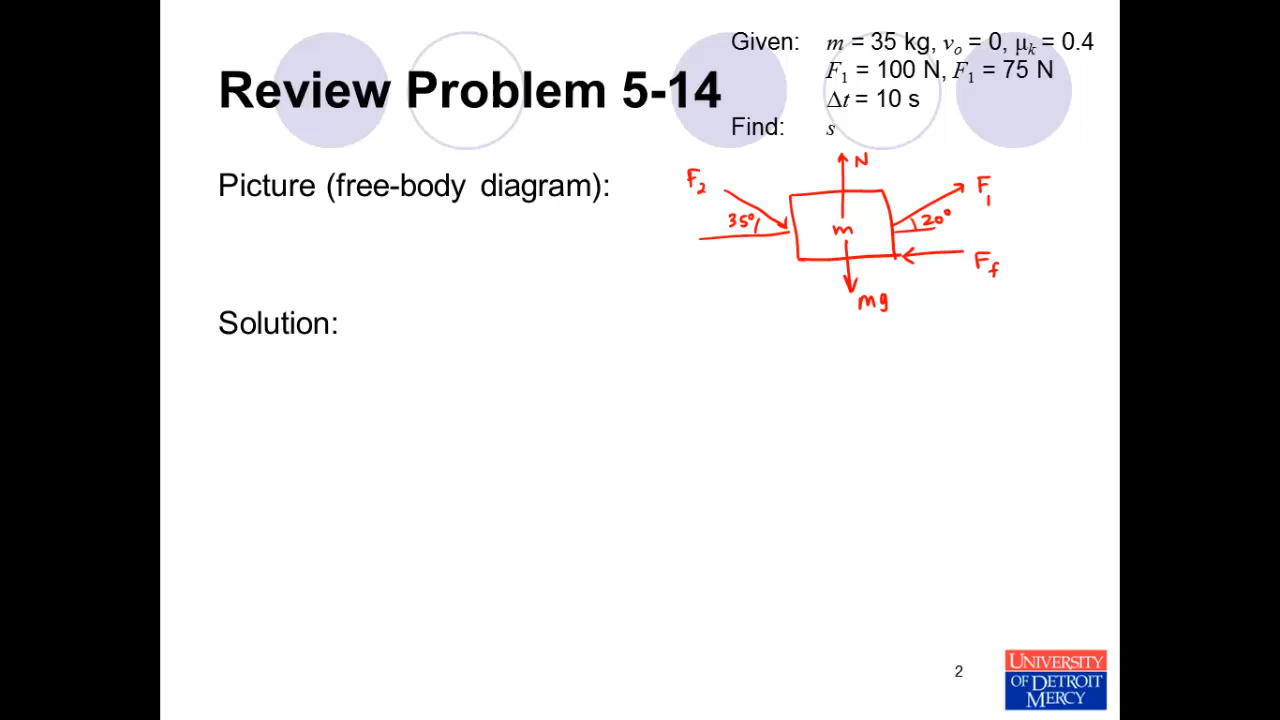 Given: m = 35 kg, vₒ = 0, μₖ = 0.4
F₁ = 100 N, F₁ = 75 N
Δt = 10 s
Find: s
Review Problem 5-14
Picture (free-body diagram):
N
F₂
F₁
35°
m
20°
F_f
mg
Solution:
2
UNIVERSITY
OF DETROIT
MERCY